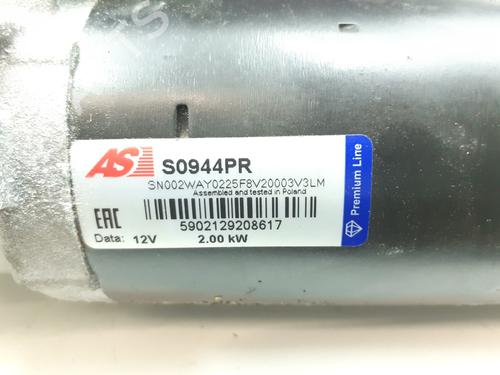 AS
S0944PR
SN002WAY0225F8V20003V3LM
Assembled and tested in Poland
EAC
5902129208617
Data: 12V 2.00 kW
Premium Line